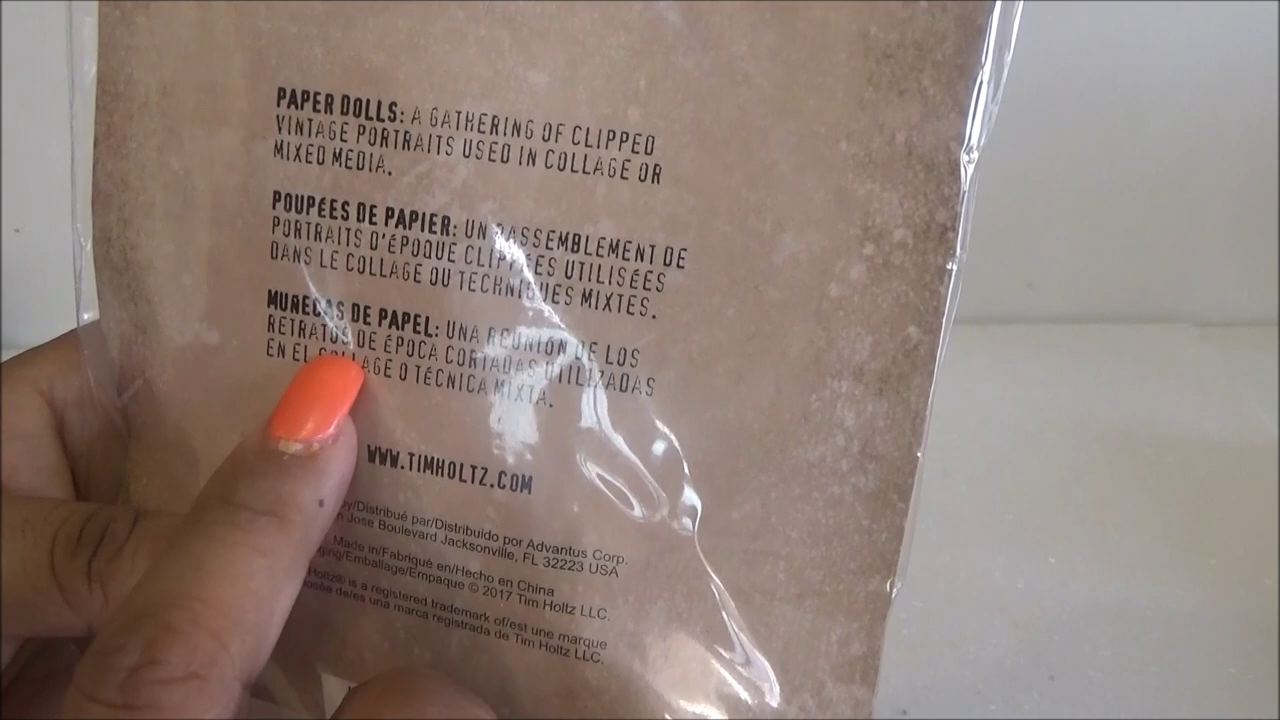 PAPER DOLLS: A GATHERING OF CLIPPED
VINTAGE PORTRAITS USED IN COLLAGE OR
MIXED MEDIA.
POUPÉES DE PAPIER: UN RASSEMBLEMENT DE
PORTRAITS D'ÉPOQUE CLIPPÉES UTILISÉES
DANS LE COLLAGE OU TECHNIQUES MIXTES.
MUÑECAS DE PAPEL: UNA REUNIÓN DE LOS
RETRATOS DE ÉPOCA CORTADAS UTILIZADAS
EN EL COLLAGE O TÉCNICA MIXTA.
WWW.TIMHOLTZ.COM
by/Distribué par/Distribuido por Advantus Corp.
Jose Boulevard Jacksonville, FL 32223 USA
Made in/Fabriqué en/Hecho en China
/Emballage/Empaque © 2017 Tim Holtz LLC.
Holtz® is a registered trademark of/est une marque
de/es una marca registrada de Tim Holtz LLC.